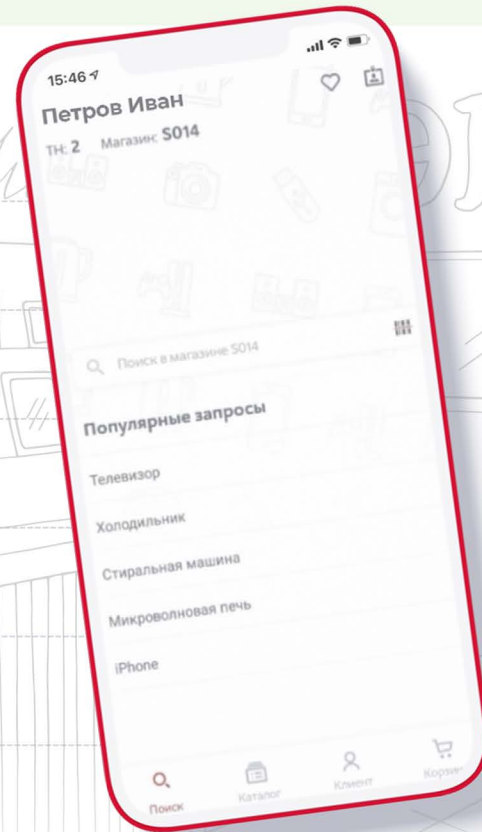 15:46
Петров Иван
ТН: 2 Магазин: S014
Поиск в магазине S014
Популярные запросы
Телевизор
Холодильник
Стиральная машина
Микроволновая печь
iPhone
Поиск Каталог Клиент Корзина